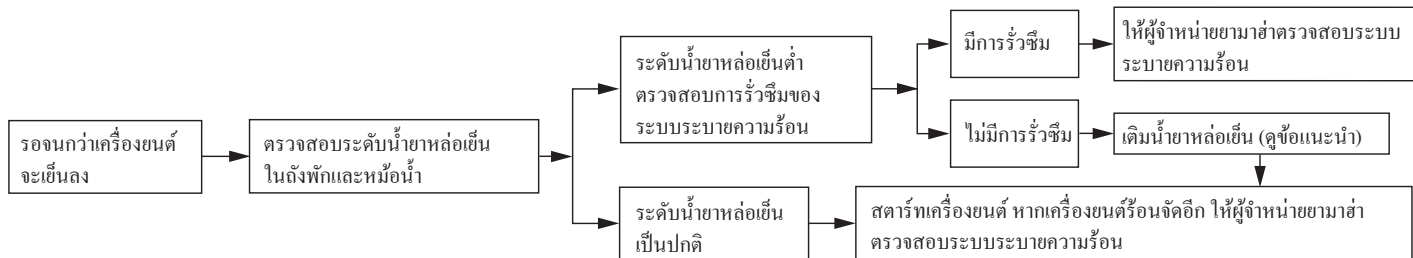 รอจนกว่าเครื่องยนต์
จะเย็นลง
ตรวจสอบระดับน้ำยาหล่อเย็น
ในถังพักและหม้อน้ำ
ระดับน้ำยาหล่อเย็นต่ำ
ตรวจสอบการรั่วซึมของ
ระบบระบายความร้อน
มีการรั่วซึม
ให้ผู้จำหน่ายยามาฮ่าตรวจสอบระบบ
ระบายความร้อน
ไม่มีการรั่วซึม
เติมน้ำยาหล่อเย็น (ดูข้อแนะนำ)
ระดับน้ำยาหล่อเย็น
เป็นปกติ
สตาร์ทเครื่องยนต์ หากเครื่องยนต์ร้อนจัดอีก ให้ผู้จำหน่ายยามาฮ่า
ตรวจสอบระบบระบายความร้อน